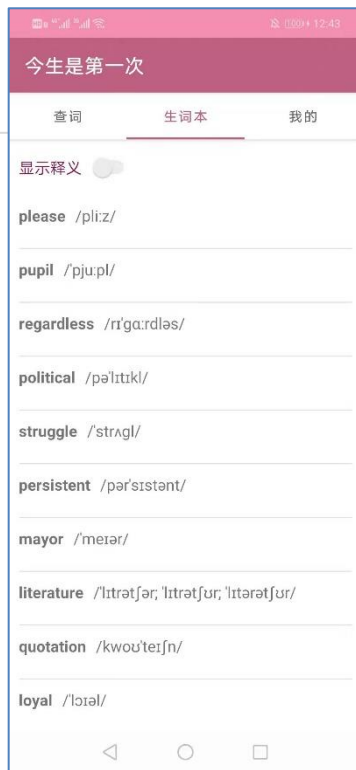 12:43
今生是第一次
查词 生词本 我的
显示释义
please /pliːz/
pupil /ˈpjuːpl/
regardless /rɪˈɡɑːrdləs/
political /pəˈlɪtɪkl/
struggle /ˈstrʌɡl/
persistent /pərˈsɪstənt/
mayor /ˈmeɪər/
literature /ˈlɪtrətʃər; ˈlɪtrətʃʊr; ˈlɪtərətʃʊr/
quotation /kwoʊˈteɪʃn/
loyal /ˈlɔɪəl/